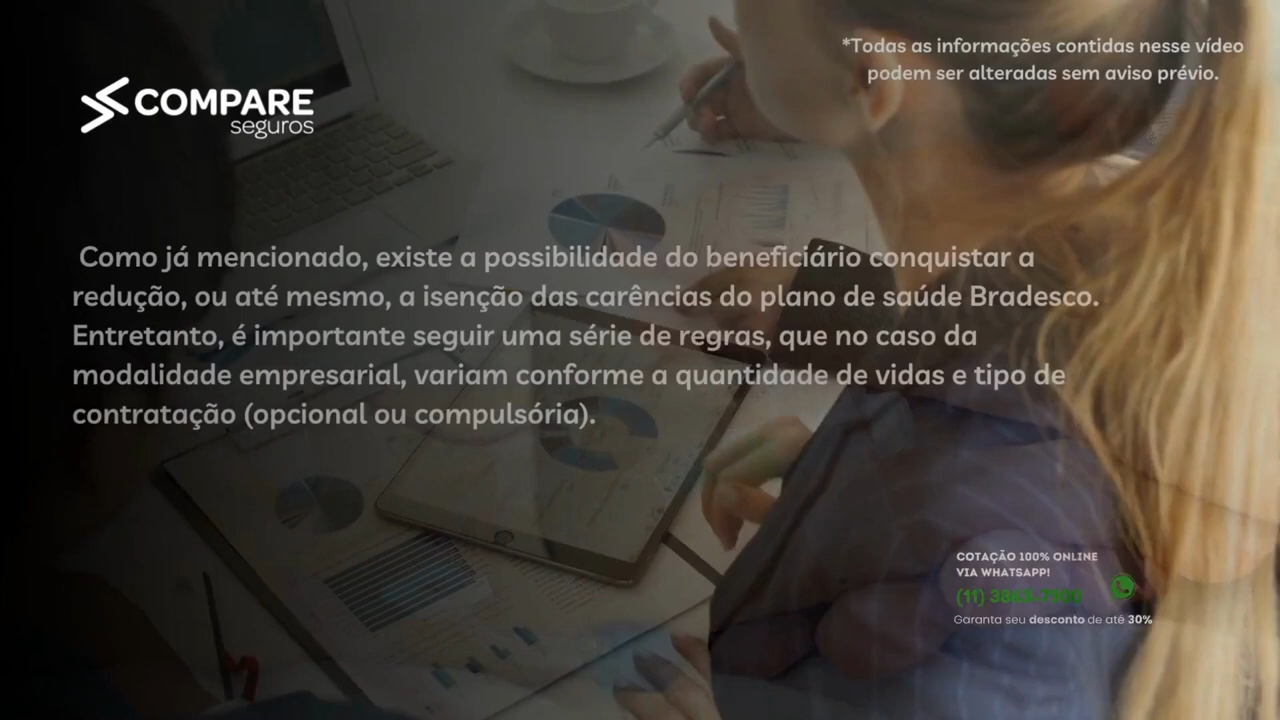 *Todas as informações contidas nesse vídeo
podem ser alteradas sem aviso prévio.
COMPARE
seguros
Como já mencionado, existe a possibilidade do beneficiário conquistar a
redução, ou até mesmo, a isenção das carências do plano de saúde Bradesco.
Entretanto, é importante seguir uma série de regras, que no caso da
modalidade empresarial, variam conforme a quantidade de vidas e tipo de
contratação (opcional ou compulsória).
COTAÇÃO 100% ONLINE
VIA WHATSAPP!
(11)
Garanta seu desconto de até 30%